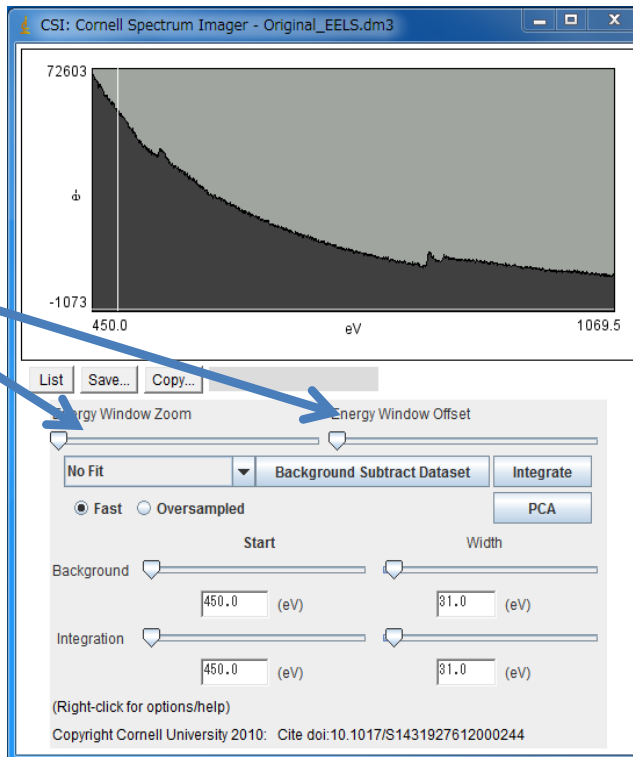 CSI: Cornell Spectrum Imager - Original_EELS.dm3
72603
e-
-1073
450.0 eV 1069.5
List Save... Copy...
Energy Window Zoom Energy Window Offset
No Fit Background Subtract Dataset Integrate
Fast Oversampled PCA
Start Width
Background
450.0 (eV) 31.0 (eV)
Integration
450.0 (eV) 31.0 (eV)
(Right-click for options/help)
Copyright Cornell University 2010: Cite doi:10.1017/S1431927612000244